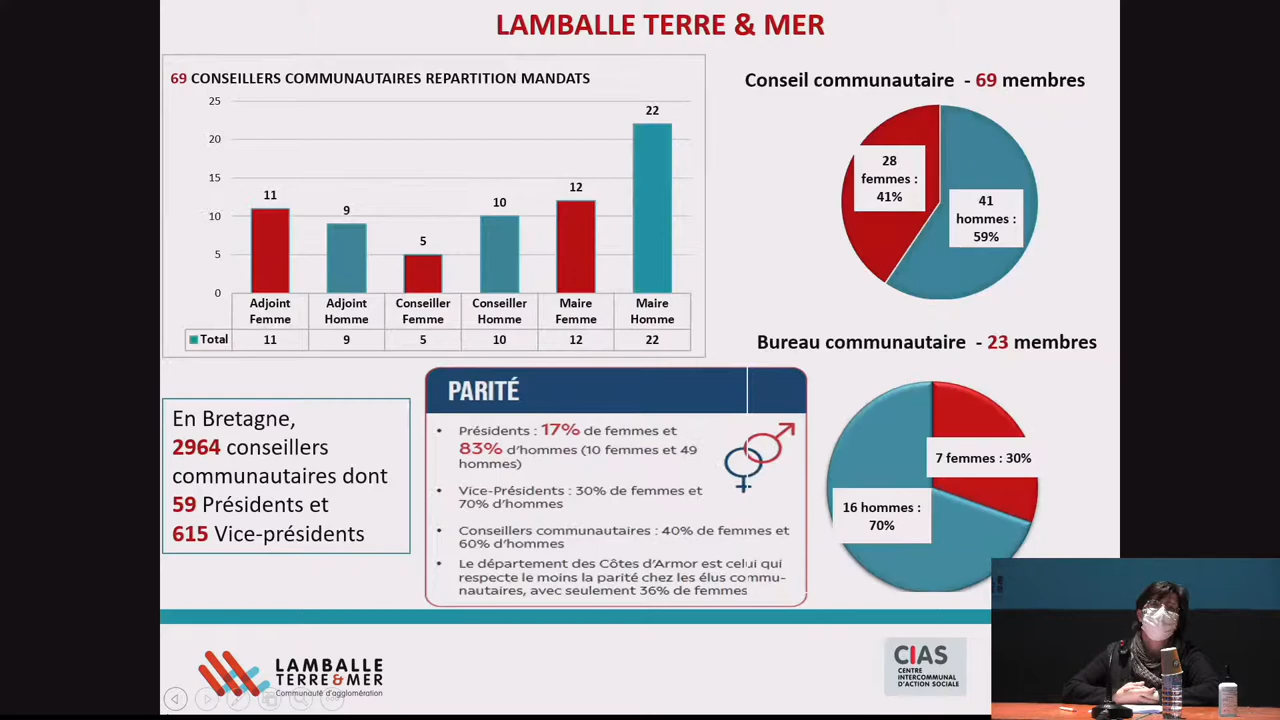 LAMBALLE TERRE & MER
69 CONSEILLERS COMMUNAUTAIRES REPARTITION MANDATS
25
20
15
10
5
0
11
9
5
10
12
22
Adjoint Femme
Adjoint Homme
Conseiller Femme
Conseiller Homme
Maire Femme
Maire Homme
Total 11 9 5 10 12 22
Conseil communautaire - 69 membres
28
femmes :
41%
41
hommes :
59%
Bureau communautaire - 23 membres
7 femmes : 30%
16 hommes :
70%
En Bretagne,
2964 conseillers
communautaires dont
59 Présidents et
615 Vice-présidents
PARITÉ
• Présidents : 17% de femmes et
83% d'hommes (10 femmes et 49
hommes)
• Vice-Présidents : 30% de femmes et
70% d'hommes
• Conseillers communautaires : 40% de femmes et
60% d'hommes
• Le département des Côtes d'Armor est celui qui
respecte le moins la parité chez les élus commu-
nautaires, avec seulement 36% de femmes
LAMBALLE
TERRE&MER
Communauté d'agglomération
CIAS
CENTRE
INTERCOMMUNAL
D'ACTION SOCIALE